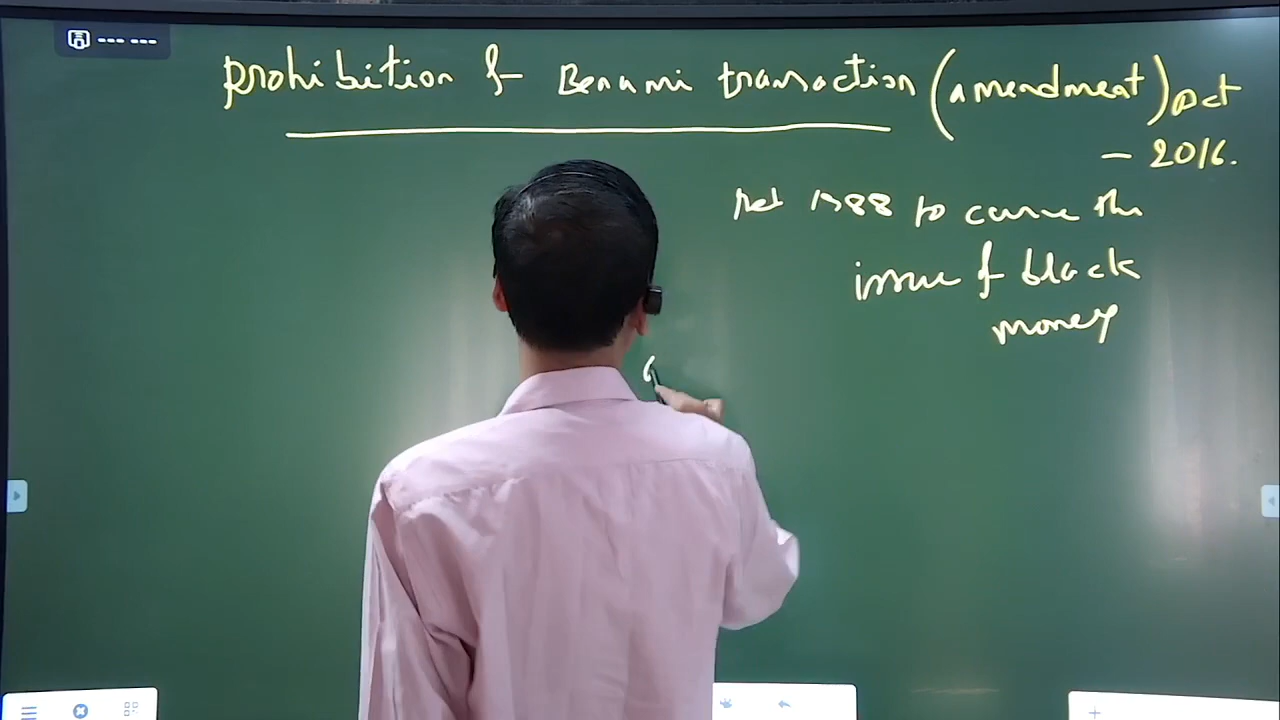 Prohibition of Benami transaction (amendment) Act
- 2016.
Act 1988 to curve the
issue of black
money